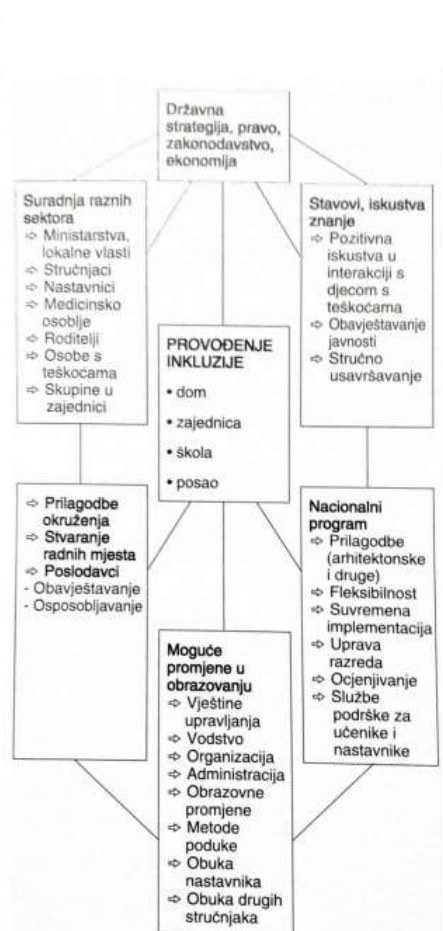 Državna
strategija, pravo,
zakonodavstvo,
ekonomija
Suradnja raznih
sektora
⇨ Ministarstva,
lokalne vlasti
⇨ Stručnjaci
⇨ Nastavnici
⇨ Medicinsko
osoblje
⇨ Roditelji
⇨ Osobe s
teškoćama
⇨ Skupine u
zajednici
Stavovi, iskustva
znanje
⇨ Pozitivna
iskustva u
interakciji s
djecom s
teškoćama
⇨ Obavještavanje
javnosti
⇨ Stručno
usavršavanje
PROVOĐENJE
INKLUZIJE
• dom
• zajednica
• škola
• posao
⇨ Prilagodbe
okruženja
⇨ Stvaranje
radnih mjesta
⇨ Poslodavci
- Obavještavanje
- Osposobljavanje
Nacionalni
program
⇨ Prilagodbe
(arhitektonske
i druge)
⇨ Fleksibilnost
⇨ Suvremena
implementacija
⇨ Uprava
razreda
⇨ Ocjenjivanje
⇨ Službe
podrške za
učenike i
nastavnike
Moguće
promjene u
obrazovanju
⇨ Vještine
upravljanja
⇨ Vodstvo
⇨ Organizacija
⇨ Administracija
⇨ Obrazovne
promjene
⇨ Metode
poduke
⇨ Obuka
nastavnika
⇨ Obuka drugih
stručnjaka